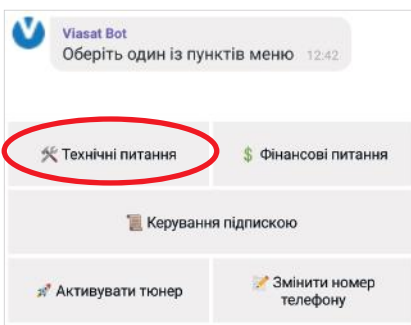 Viasat Bot
Оберіть один із пунктів меню 12:42
🛠 Технічні питання
💲 Фінансові питання
📜 Керування підпискою
🚀 Активувати тюнер
📝 Змінити номер
телефону